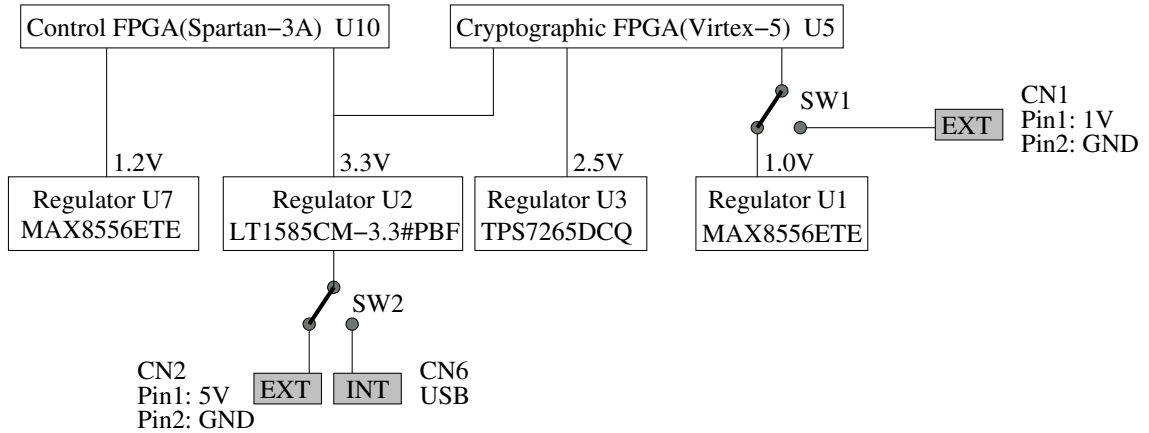 Control FPGA(Spartan−3A) U10
Cryptographic FPGA(Virtex−5) U5
SW1
EXT
CN1
Pin1: 1V
Pin2: GND
1.2V
3.3V
2.5V
1.0V
Regulator U7
MAX8556ETE
Regulator U2
LT1585CM−3.3#PBF
Regulator U3
TPS7265DCQ
Regulator U1
MAX8556ETE
SW2
CN2
Pin1: 5V
Pin2: GND
EXT
INT
CN6
USB